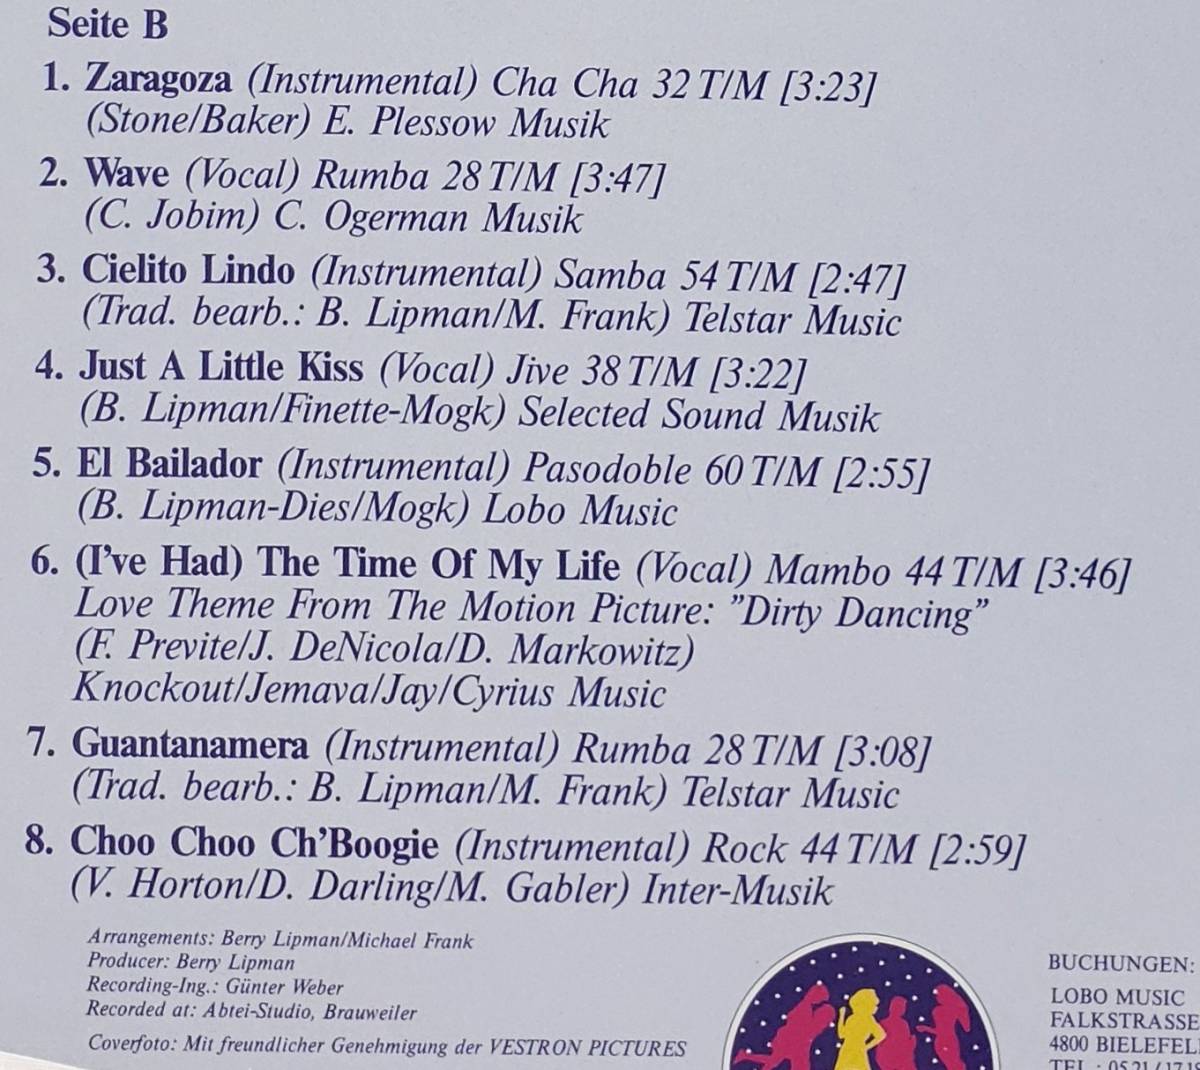 Seite B
1. Zaragoza (Instrumental) Cha Cha 32 T/M [3:23]
(Stone/Baker) E. Plessow Musik
2. Wave (Vocal) Rumba 28 T/M [3:47]
(C. Jobim) C. Ogerman Musik
3. Cielito Lindo (Instrumental) Samba 54 T/M [2:47]
(Trad. bearb.: B. Lipman/M. Frank) Telstar Music
4. Just A Little Kiss (Vocal) Jive 38 T/M [3:22]
(B. Lipman/Finette-Mogk) Selected Sound Musik
5. El Bailador (Instrumental) Pasodoble 60 T/M [2:55]
(B. Lipman-Dies/Mogk) Lobo Music
6. (I've Had) The Time Of My Life (Vocal) Mambo 44 T/M [3:46]
Love Theme From The Motion Picture: ”Dirty Dancing”
(F. Previte/J. DeNicola/D. Markowitz)
Knockout/Jemava/Jay/Cyrius Music
7. Guantanamera (Instrumental) Rumba 28 T/M [3:08]
(Trad. bearb.: B. Lipman/M. Frank) Telstar Music
8. Choo Choo Ch'Boogie (Instrumental) Rock 44 T/M [2:59]
(V. Horton/D. Darling/M. Gabler) Inter-Musik
Arrangements: Berry Lipman/Michael Frank
Producer: Berry Lipman
Recording-Ing.: Günter Weber
Recorded at: Abtei-Studio, Brauweiler
Coverfoto: Mit freundlicher Genehmigung der VESTRON PICTURES
BUCHUNGEN:
LOBO MUSIC
FALKSTRASSE
4800 BIELEFEL
TEL.: 0521/